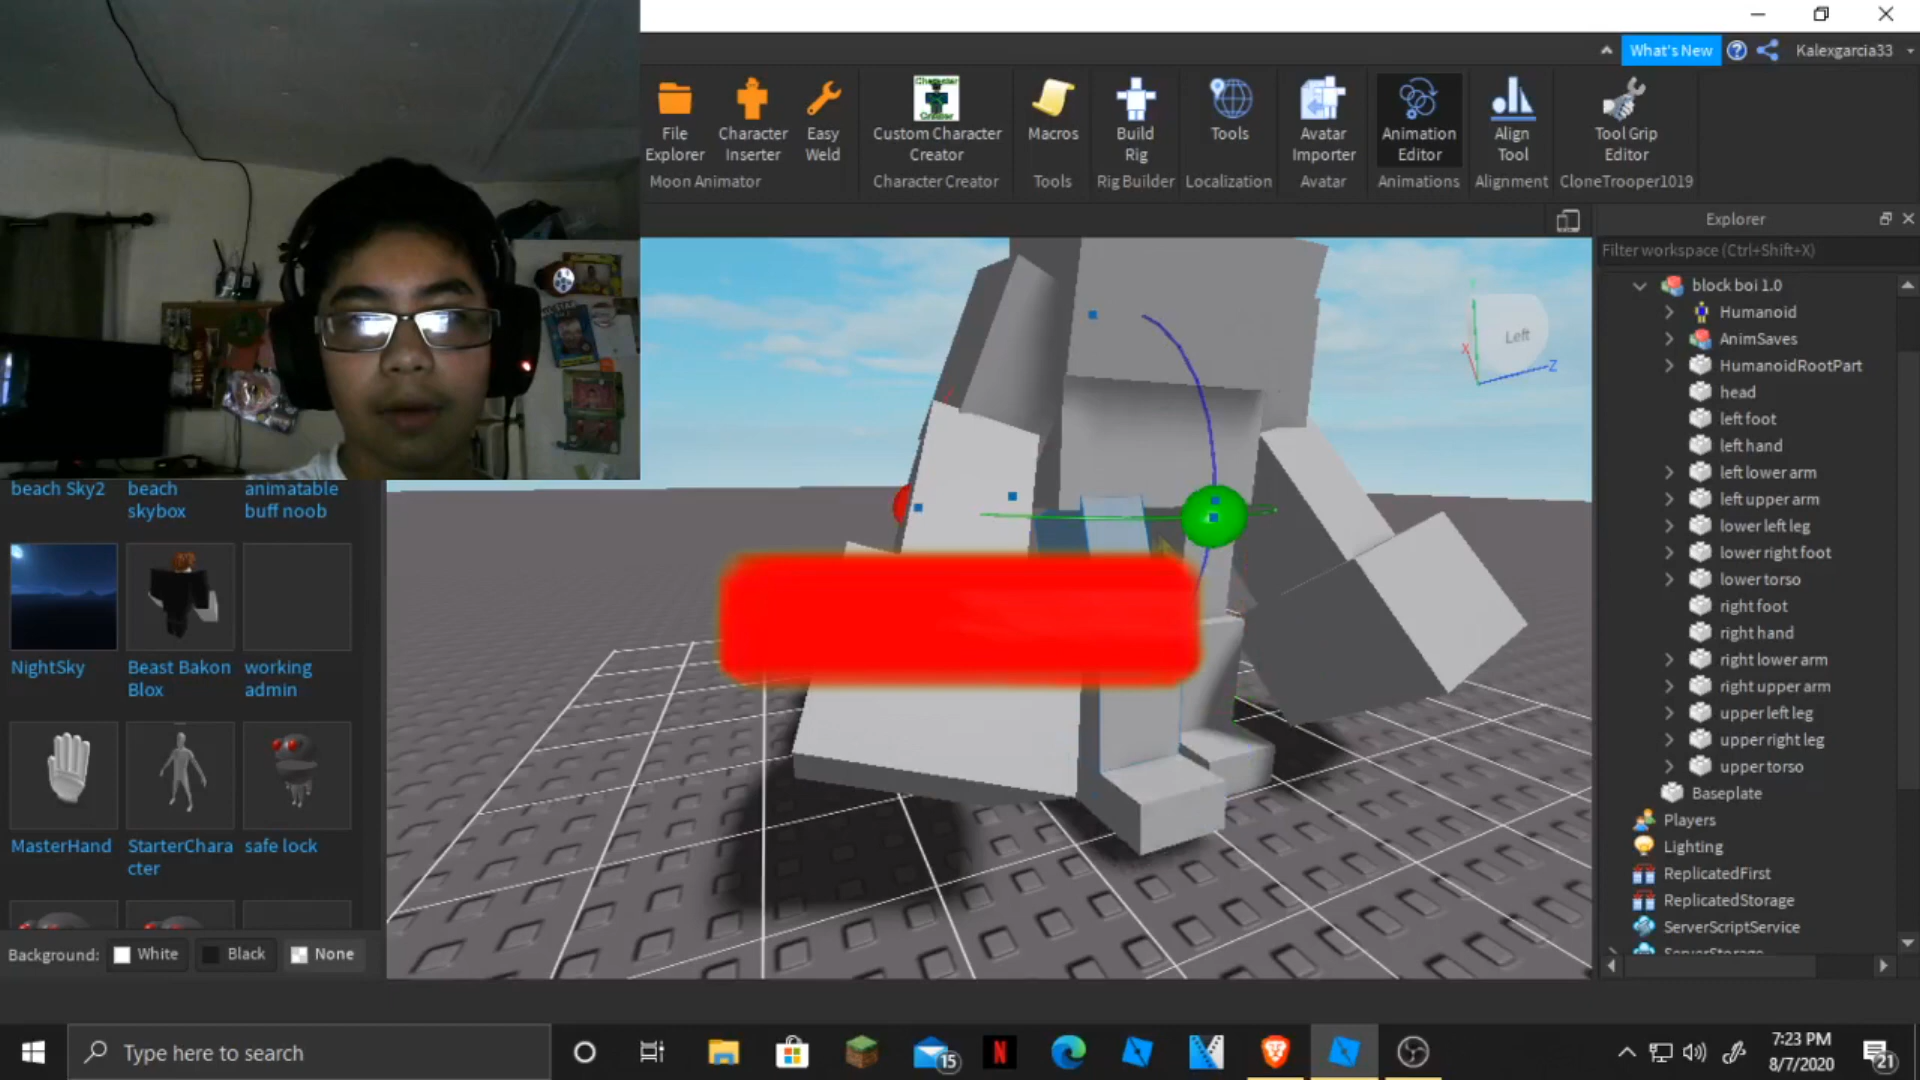 What's New
Kalexgarcia33
File Explorer
Character Inserter
Easy Weld
Custom Character Creator
Macros
Build Rig
Tools
Avatar Importer
Animation Editor
Align Tool
Tool Grip Editor
Moon Animator
Character Creator
Tools
Rig Builder
Localization
Avatar
Animations
Alignment
CloneTrooper1019
Explorer
Filter workspace (Ctrl+Shift+X)
block boi 1.0
Humanoid
AnimSaves
HumanoidRootPart
head
left foot
left hand
left lower arm
left upper arm
lower left leg
lower right foot
lower torso
right foot
right hand
right lower arm
right upper arm
upper left leg
upper right leg
upper torso
Baseplate
Players
Lighting
ReplicatedFirst
ReplicatedStorage
ServerScriptService
ServerStorage
Left
X
Z
beach Sky2
beach skybox
animatable buff noob
NightSky
Beast Bakon Blox
working admin
MasterHand
StarterChara
cter
safe lock
Background:
White
Black
None
Type here to search
15
N
7:23 PM
8/7/2020
21